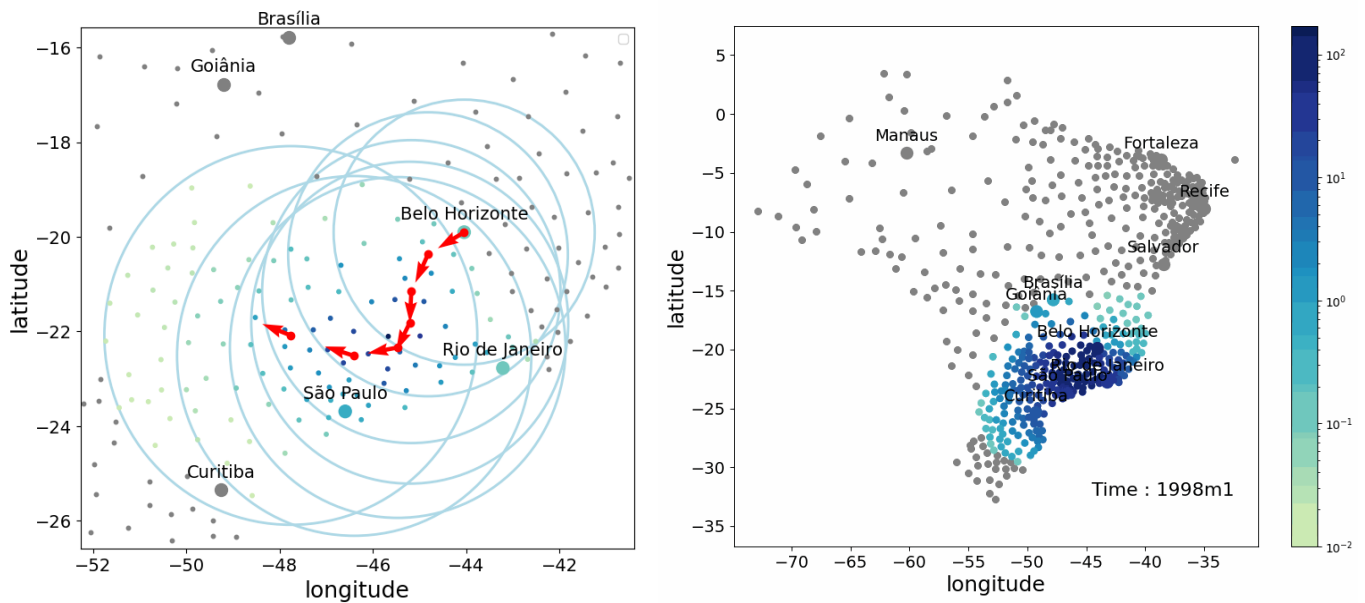 Brasília
Goiânia
Belo Horizonte
Rio de Janeiro
São Paulo
Curitiba
−16
−18
−20
−22
−24
−26
latitude
−52
−50
−48
−46
−44
−42
longitude
5
0
−5
−10
−15
−20
−25
−30
−35
latitude
Manaus
Fortaleza
Recife
Salvador
Brasília
Goiânia
Belo Horizonte
Rio de Janeiro
São Paulo
Curitiba
Time : 1998m1
−70
−65
−60
−55
−50
−45
−40
−35
longitude
10²
10¹
10⁰
10⁻¹
10⁻²